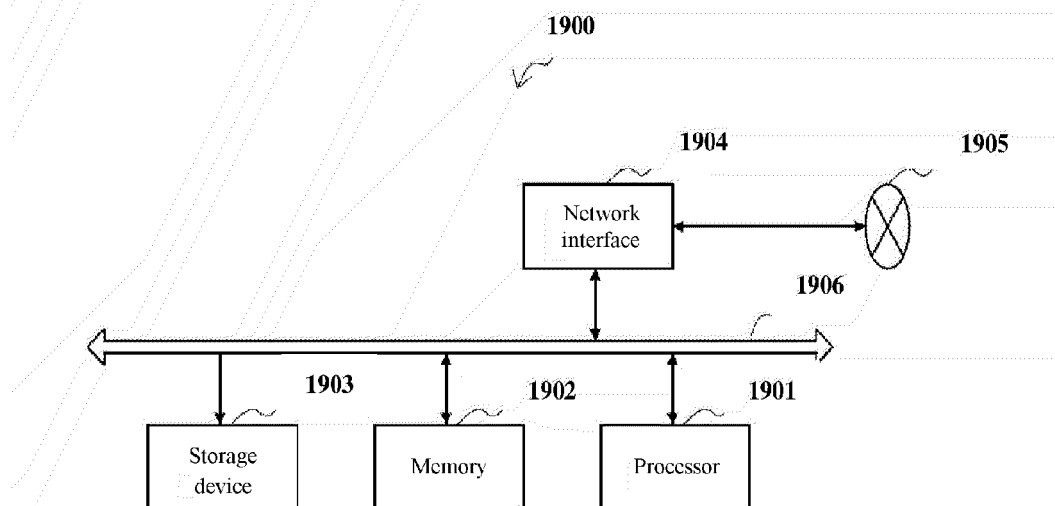 1900
1904
1905
Network
interface
1906
1903
1902
1901
Storage
device
Memory
Processor